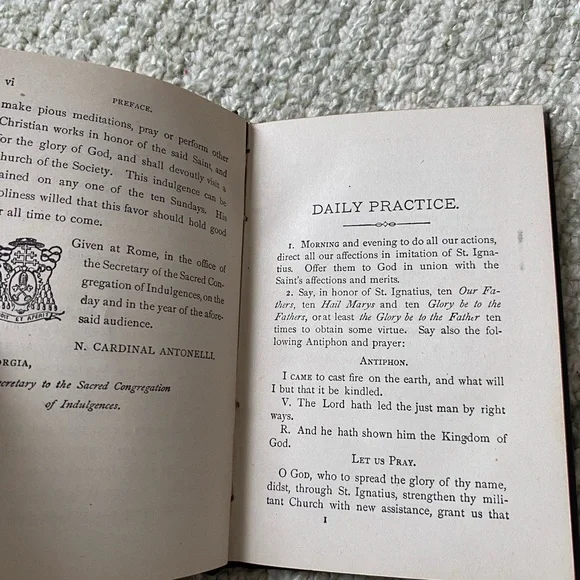 vi
PREFACE.
make pious meditations, pray or perform other
Christian works in honor of the said Saint, and
for the glory of God, and shall devoutly visit a
hurch of the Society. This indulgence can be
ained on any one of the ten Sundays. His
oliness willed that this favor should hold good
r all time to come.
Given at Rome, in the office of
the Secretary of the Sacred Con-
gregation of Indulgences, on the
day and in the year of the afore-
said audience.
N. CARDINAL ANTONELLI.
ORGIA,
ecretary to the Sacred Congregation
of Indulgences.
DAILY PRACTICE.
1. MORNING and evening to do all our actions,
direct all our affections in imitation of St. Igna-
tius. Offer them to God in union with the
Saint's affections and merits.
2. Say, in honor of St. Ignatius, ten Our Fa-
thers, ten Hail Marys and ten Glory be to the
Fathers, or at least the Glory be to the Father ten
times to obtain some virtue. Say also the fol-
lowing Antiphon and prayer:
ANTIPHON.
I CAME to cast fire on the earth, and what will
I but that it be kindled.
V. The Lord hath led the just man by right
ways.
R. And he hath shown him the Kingdom of
God.
LET US PRAY.
O GOD, who to spread the glory of thy name,
didst, through St. Ignatius, strengthen thy mili-
tant Church with new assistance, grant us that
1